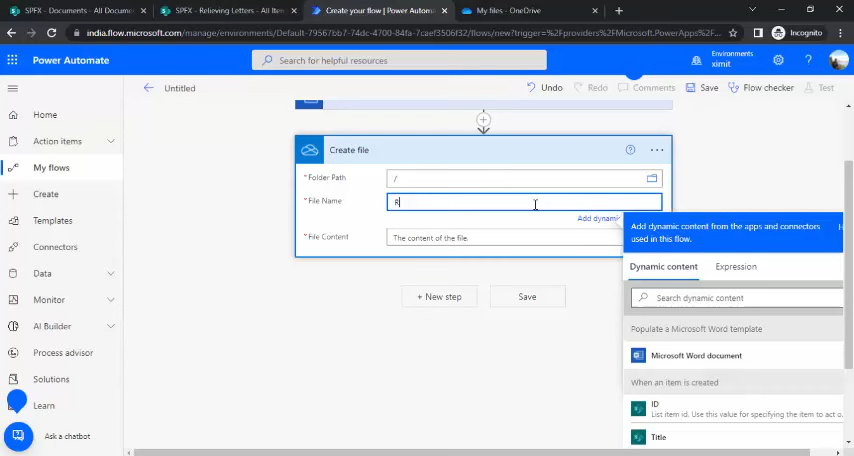 SPFX - Documents - All Docume
SPFX - Relieving Letters - All Ite
Create your flow | Power Automa
My files - OneDrive
india.flow.microsoft.com/manage/environments/Default-79567bb7-74dc-4700-84fa-7caef3506f32/flows/new?trigger=%2Fproviders%2FMicrosoft.PowerApps%2F...
Incognito
Power Automate
Search for helpful resources
Environments
ximit
Untitled
Undo
Redo
Comments
Save
Flow checker
Test
Home
Action items
My flows
Create
Templates
Connectors
Data
Monitor
AI Builder
Process advisor
Solutions
Learn
Ask a chatbot
Create file
* Folder Path
/
* File Name
R
Add dynamic
* File Content
The content of the file.
+ New step
Save
Add dynamic content from the apps and connectors
used in this flow.
Dynamic content
Expression
Search dynamic content
Populate a Microsoft Word template
Microsoft Word document
When an item is created
ID
List item id. Use this value for specifying the item to act o
Title